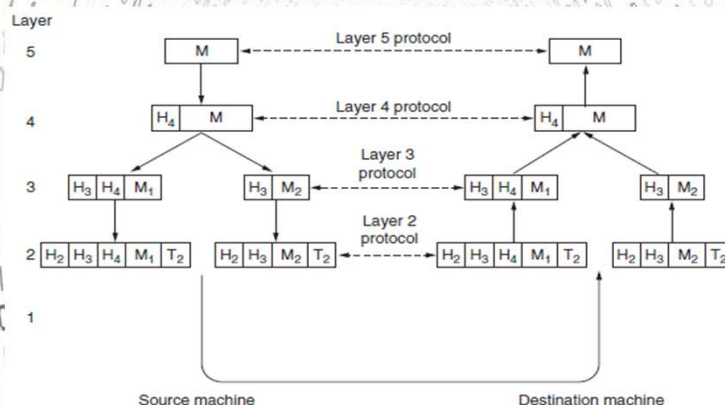 Layer
5 M Layer 5 protocol M
4 H4 M Layer 4 protocol H4 M
Layer 3
protocol
3 H3 H4 M1 H3 M2 H3 H4 M1 H3 M2
Layer 2
protocol
2 H2 H3 H4 M1 T2 H2 H3 M2 T2 H2 H3 H4 M1 T2 H2 H3 M2 T2
1
Source machine Destination machine